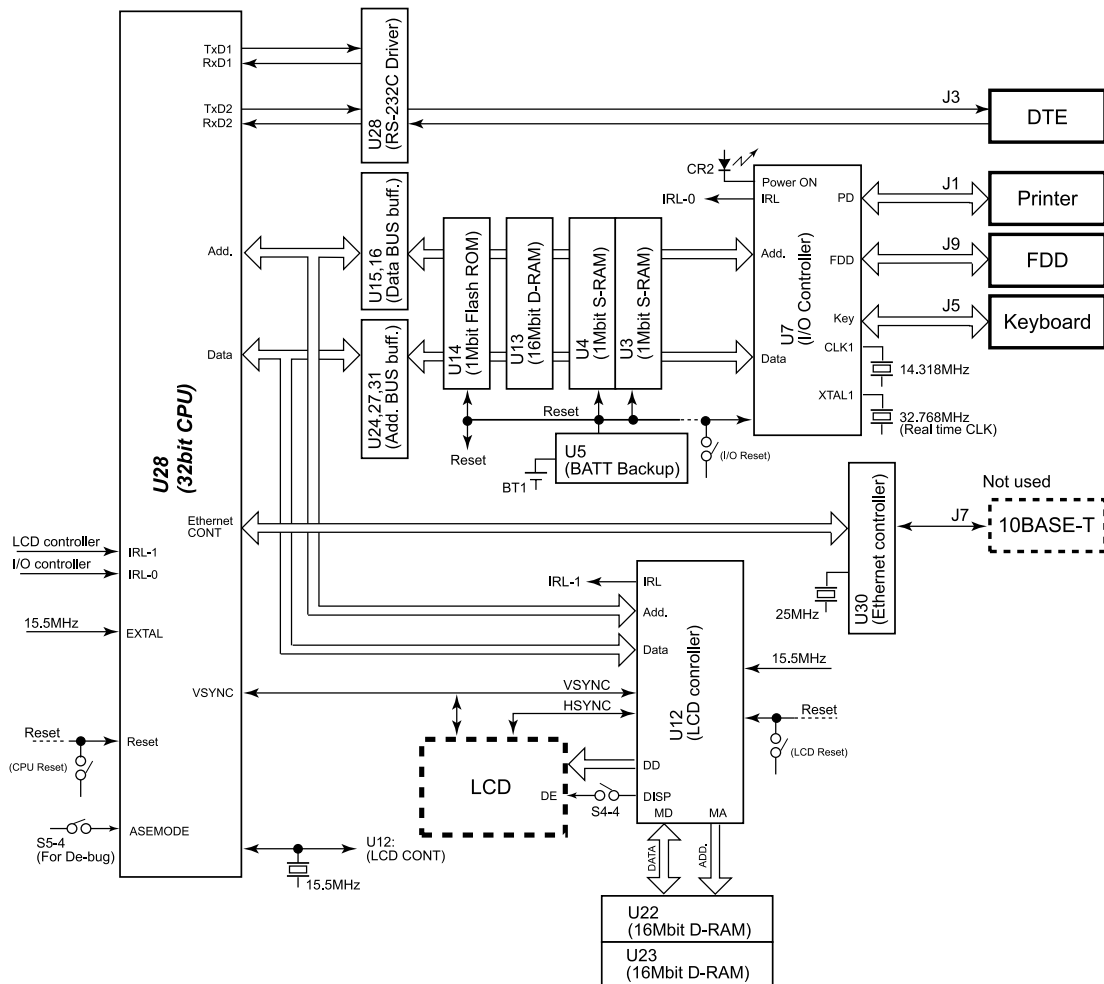 TxD1
RxD1
TxD2
RxD2
U28
(RS-232C Driver)
J3
DTE
CR2
Power ON
IRL-0
IRL
PD
J1
Printer
Add.
U15,16
(Data BUS buff.)
U14
(1Mbit Flash ROM)
U13
(16Mbit D-RAM)
U4
(1Mbit S-RAM)
U3
(1Mbit S-RAM)
Add.
U7
(I/O Controller)
FDD
J9
FDD
Key
J5
Keyboard
Data
U24,27,31
(Add. BUS buff.)
Data
CLK1
14.318MHz
XTAL1
32.768MHz
(Real time CLK)
Reset
Reset
U5
(BATT Backup)
BT1
(I/O Reset)
U28
(32bit CPU)
Ethernet
CONT
U30
(Ethernet controller)
25MHz
J7
Not used
10BASE-T
LCD controller
IRL-1
I/O controller
IRL-0
15.5MHz
EXTAL
IRL-1
IRL
Add.
Data
U12
(LCD conroller)
15.5MHz
VSYNC
VSYNC
HSYNC
Reset
Reset
(CPU Reset)
Reset
(LCD Reset)
LCD
DD
DE
S4-4
DISP
MD
MA
S5-4
(For De-bug)
ASEMODE
U12:
(LCD CONT)
15.5MHz
DATA
ADD.
U22
(16Mbit D-RAM)
U23
(16Mbit D-RAM)